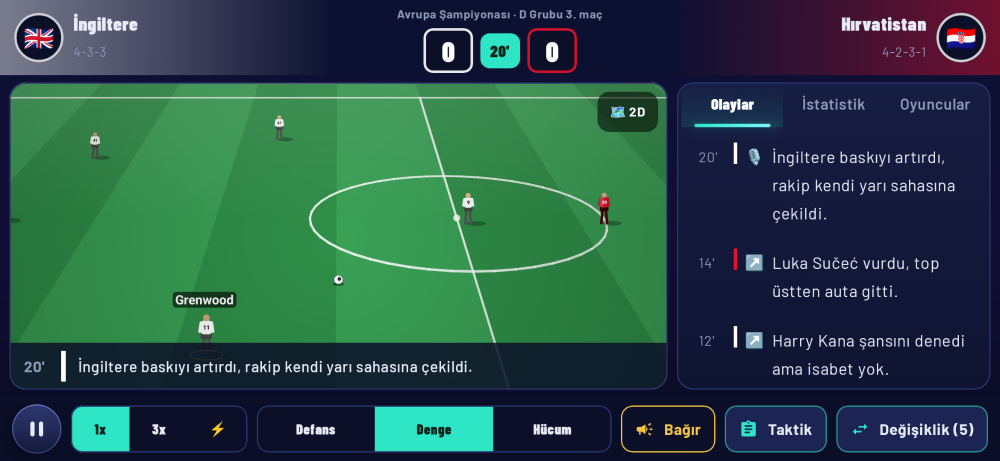 İngiltere
4-3-3
Avrupa Şampiyonası · D Grubu 3. maç
0
20'
0
Hırvatistan
4-2-3-1
2D
9
Grenwood
11
20'
İngiltere baskıyı artırdı, rakip kendi yarı sahasına çekildi.
Olaylar
İstatistik
Oyuncular
20'
İngiltere baskıyı artırdı,
rakip kendi yarı sahasına
çekildi.
14'
Luka Sučeć vurdu, top
üstten auta gitti.
12'
Harry Kana şansını denedi
ama isabet yok.
1x
3x
Defans
Denge
Hücum
Bağır
Taktik
Değişiklik (5)